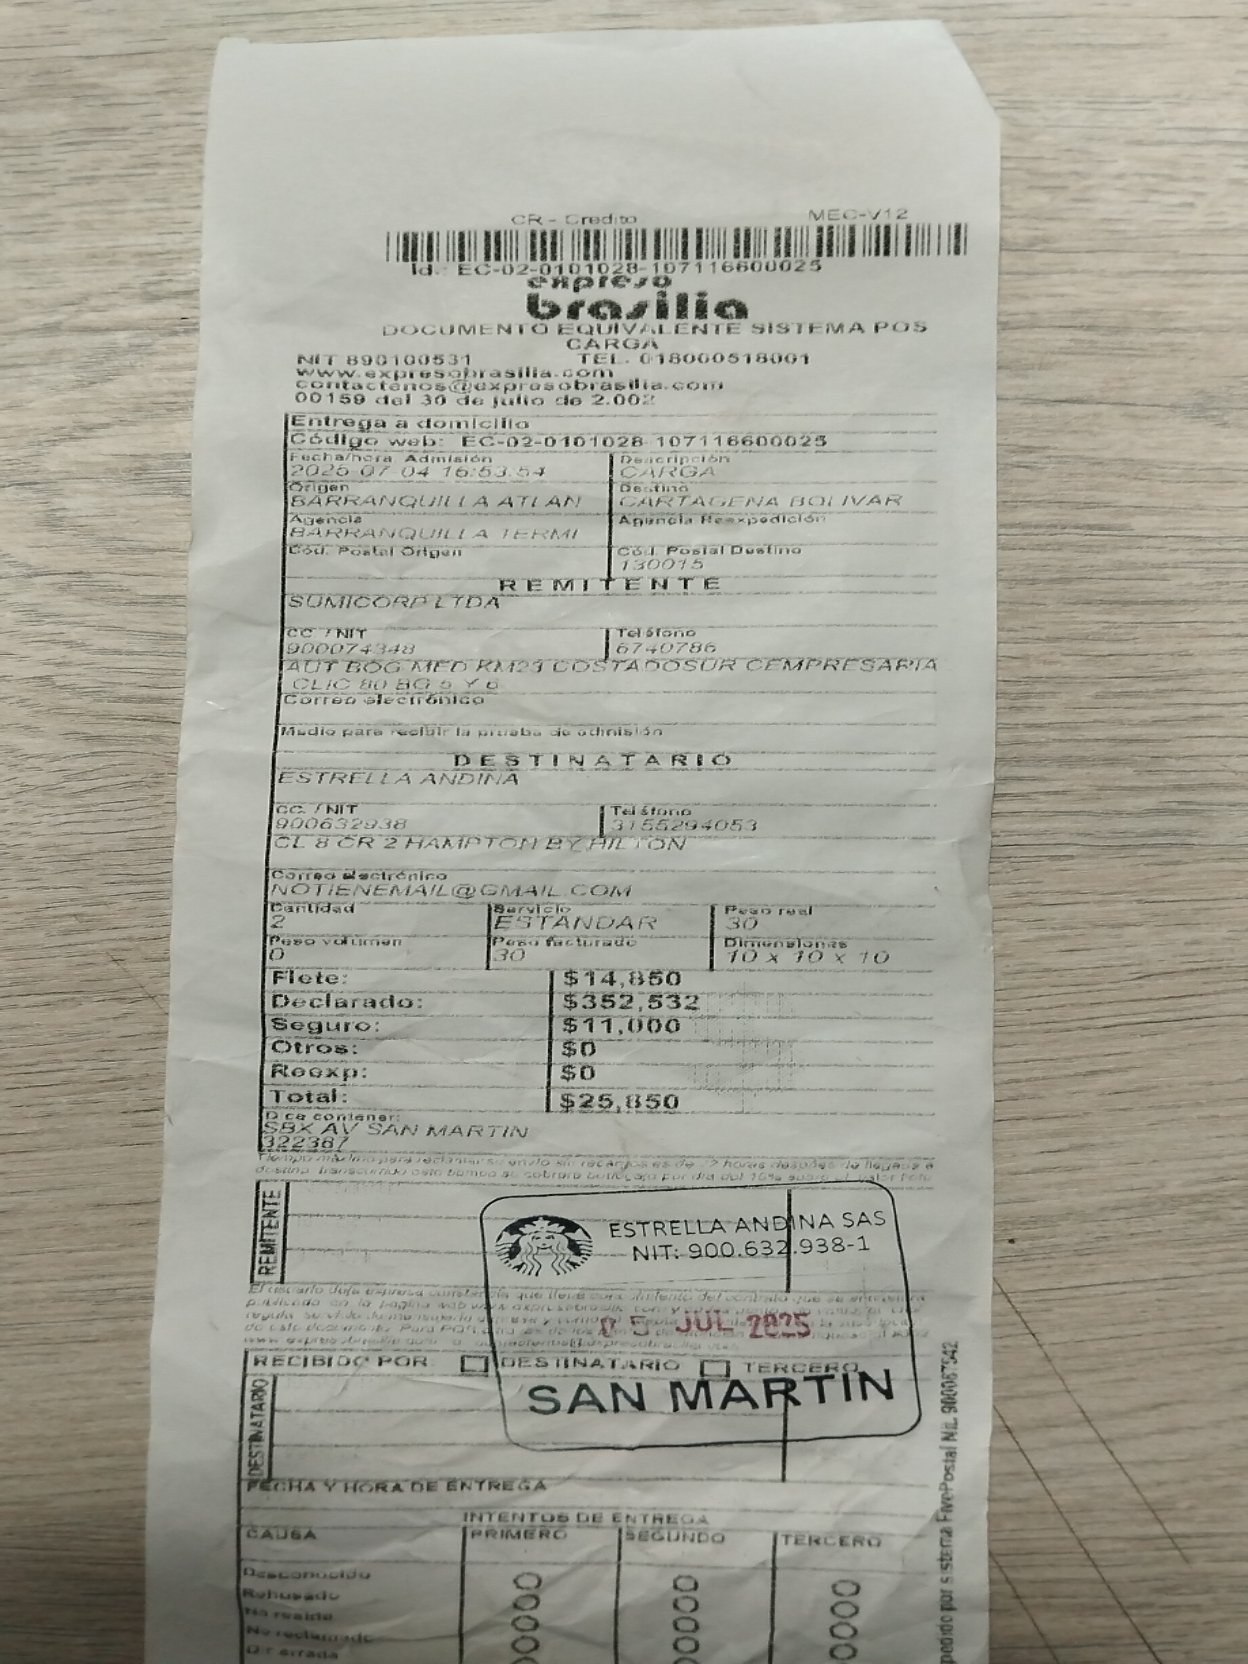 CR - Credito MEC-V12
Id.: EC-02-0101028-107116600025
expreso
brasilia
DOCUMENTO EQUIVALENTE SISTEMA POS
CARGA
NIT 890100531 TEL. 018000518001
www.expresobrasilia.com
contactenos@expresobrasilia.com
00159 del 30 de julio de 2.002
Entrega a domicilio
Código web: EC-02-0101028-107116600025
Fecha/hora Admisión Descripción
2025-07-04 16:53:54 CARGA
Origen Destino
BARRANQUILLA ATLAN CARTAGENA BOLIVAR
Agencia Agencia Reexpedición
BARRANQUILLA TERMI
Cód. Postal Origen Cód. Postal Destino
130015
REMITENTE
SUMICORP LTDA
CC. / NIT Teléfono
900074348 6740786
AUT BOG MED KM23 COSTADOSUR CEMPRESARIA
CLIC 80 BG 5 Y 6
Correo electrónico
Medio para recibir la prueba de admisión
DESTINATARIO
ESTRELLA ANDINA
CC. / NIT Teléfono
900632938 3155294053
CL 8 CR 2 HAMPTON BY HILTON
Correo electrónico
NOTIENEMAIL@GMAIL.COM
Cantidad Servicio Peso real
2 ESTANDAR 30
Peso volumen Peso facturado Dimensiones
0 30 10 x 10 x 10
Flete: $14,850
Declarado: $352,532
Seguro: $11,000
Otros: $0
Reexp: $0
Total: $25,850
Dice contener:
SBX AV SAN MARTIN
322387
REMITENTE
ESTRELLA ANDINA SAS
NIT: 900.632.938-1
05 JUL 2025
RECIBIDO POR: DESTINATARIO TERCERO
SAN MARTIN
DESTINATARIO
FECHA Y HORA DE ENTREGA
INTENTOS DE ENTREGA
CAUSA PRIMERO SEGUNDO TERCERO
Desconocido
Rehusado
No reside
No reclamado
Dir errada
por sistema FivePostal Nit.